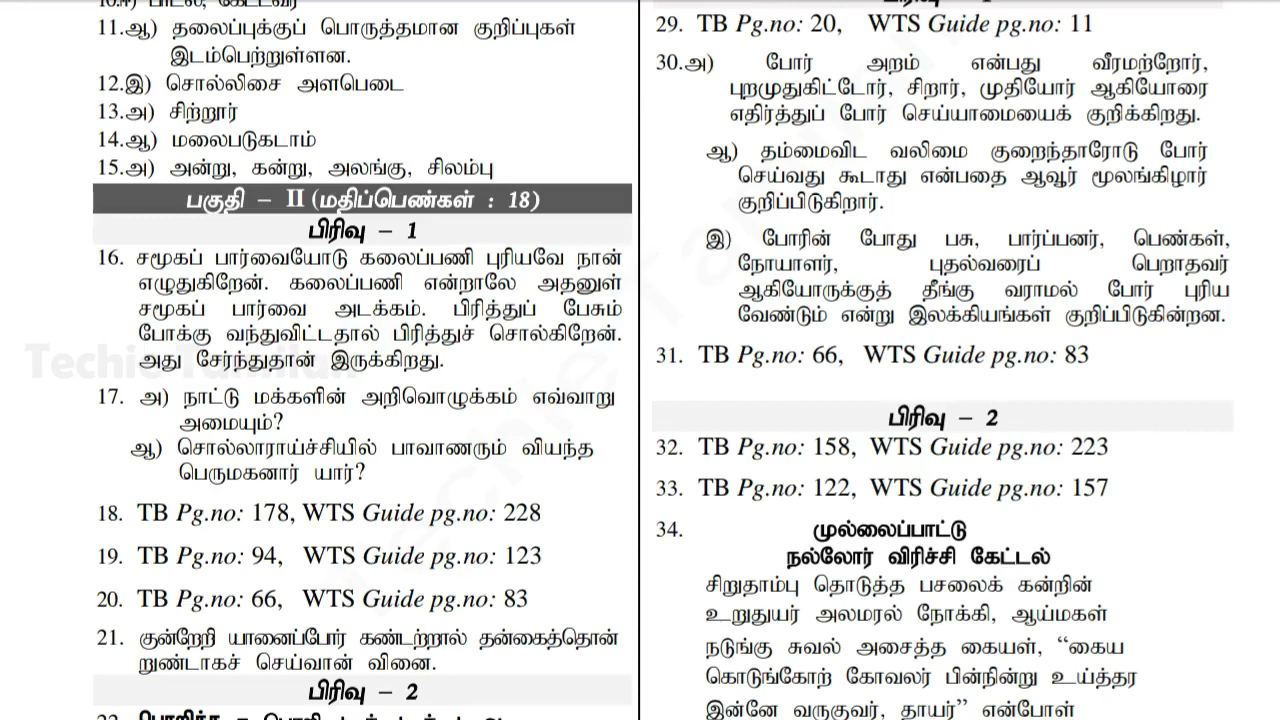 11.ஆ) தலைப்புக்குப் பொருத்தமான குறிப்புகள்
இடம்பெற்றுள்ளன.
12.இ) சொல்லிசை அளபெடை
13.அ) சிற்றூர்
14.ஆ) மலைபடுகடாம்
15.அ) அன்று, கன்று, அலங்கு, சிலம்பு
பகுதி – II (மதிப்பெண்கள் : 18)
பிரிவு – 1
16. சமூகப் பார்வையோடு கலைப்பணி புரியவே நான்
எழுதுகிறேன். கலைப்பணி என்றாலே அதனுள்
சமூகப் பார்வை அடக்கம். பிரித்துப் பேசும்
போக்கு வந்துவிட்டதால் பிரித்துச் சொல்கிறேன்.
அது சேர்ந்துதான் இருக்கிறது.
17. அ) நாட்டு மக்களின் அறிவொழுக்கம் எவ்வாறு
அமையும்?
ஆ) சொல்லாராய்ச்சியில் பாவாணரும் வியந்த
பெருமகனார் யார்?
18. TB Pg.no: 178, WTS Guide pg.no: 228
19. TB Pg.no: 94, WTS Guide pg.no: 123
20. TB Pg.no: 66, WTS Guide pg.no: 83
21. குன்றேறி யானைப்போர் கண்டற்றால் தன்கைத்தொன்
றுண்டாகச் செய்வான் வினை.
பிரிவு – 2
29. TB Pg.no: 20, WTS Guide pg.no: 11
30.அ) போர் அறம் என்பது வீரமற்றோர்,
புறமுதுகிட்டோர், சிறார், முதியோர் ஆகியோரை
எதிர்த்துப் போர் செய்யாமையைக் குறிக்கிறது.
ஆ) தம்மைவிட வலிமை குறைந்தாரோடு போர்
செய்வது கூடாது என்பதை ஆவூர் மூலங்கிழார்
குறிப்பிடுகிறார்.
இ) போரின் போது பசு, பார்ப்பனர், பெண்கள்,
நோயாளர், புதல்வரைப் பெறாதவர்
ஆகியோருக்குத் தீங்கு வராமல் போர் புரிய
வேண்டும் என்று இலக்கியங்கள் குறிப்பிடுகின்றன.
31. TB Pg.no: 66, WTS Guide pg.no: 83
பிரிவு – 2
32. TB Pg.no: 158, WTS Guide pg.no: 223
33. TB Pg.no: 122, WTS Guide pg.no: 157
34. முல்லைப்பாட்டு
நல்லோர் விரிச்சி கேட்டல்
சிறுதாம்பு தொடுத்த பசலைக் கன்றின்
உறுதுயர் அலமரல் நோக்கி, ஆய்மகள்
நடுங்கு சுவல் அசைத்த கையள், “கைய
கொடுங்கோற் கோவலர் பின்நின்று உய்த்தர
இன்னே வருகுவர், தாயர்” என்போள்